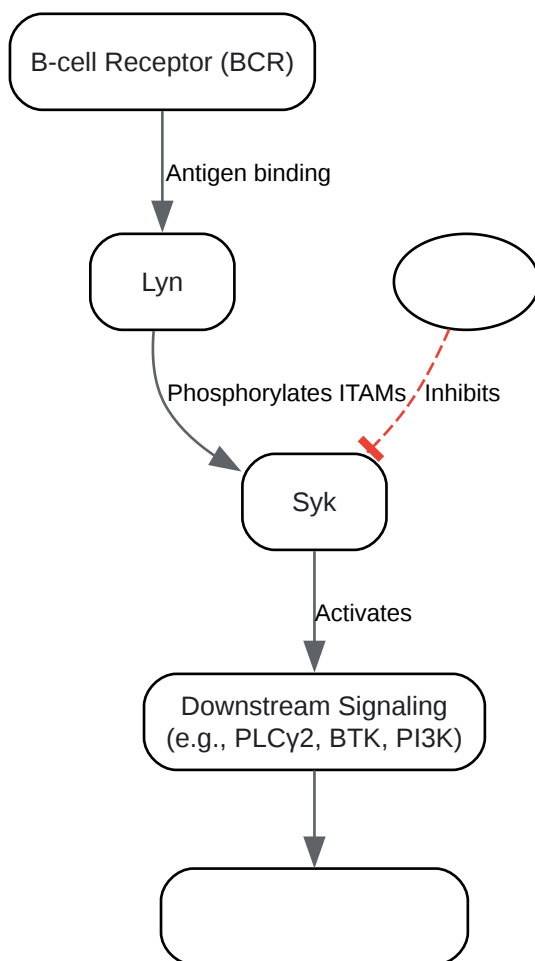 B-cell Receptor (BCR)
Antigen binding
Lyn
Phosphorylates ITAMs
Inhibits
Syk
Activates
Downstream Signaling
(e.g., PLCγ2, BTK, PI3K)